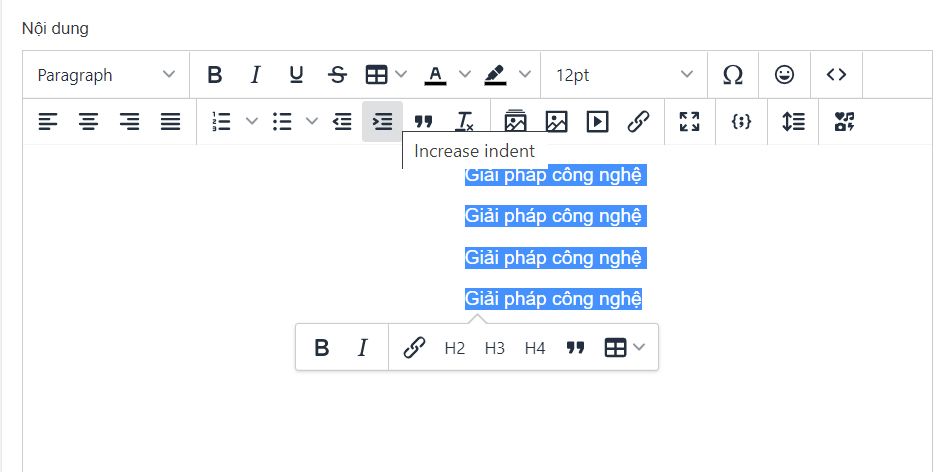 Nội dung
Paragraph B I U S A 12pt Ω
Increase indent
Giải pháp công nghệ
Giải pháp công nghệ
Giải pháp công nghệ
Giải pháp công nghệ
B I H2 H3 H4